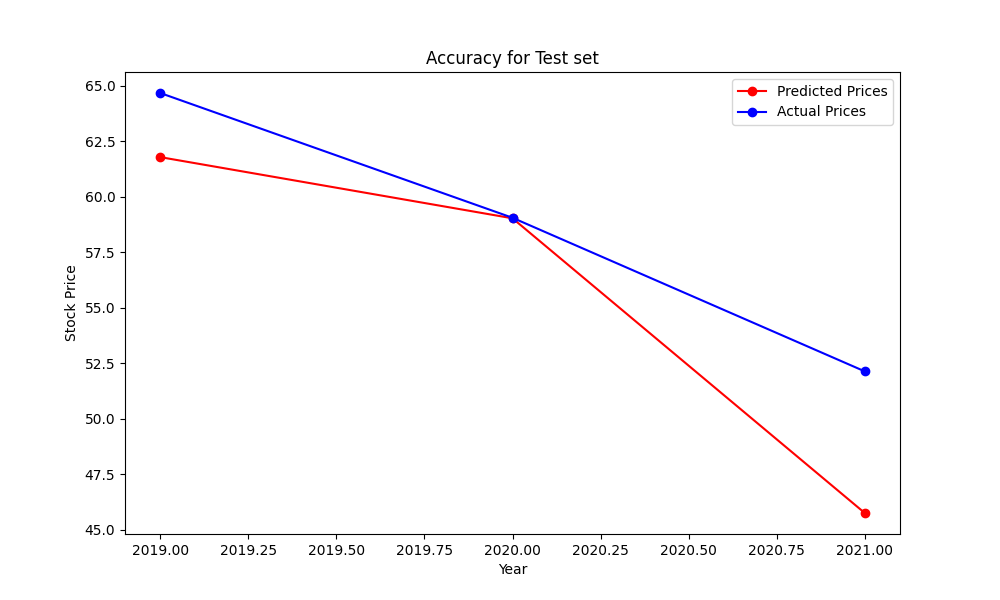 Accuracy for Test set
Predicted Prices
Actual Prices
65.0
62.5
60.0
57.5
55.0
52.5
50.0
47.5
45.0
Stock Price
2019.00 2019.25 2019.50 2019.75 2020.00 2020.25 2020.50 2020.75 2021.00
Year